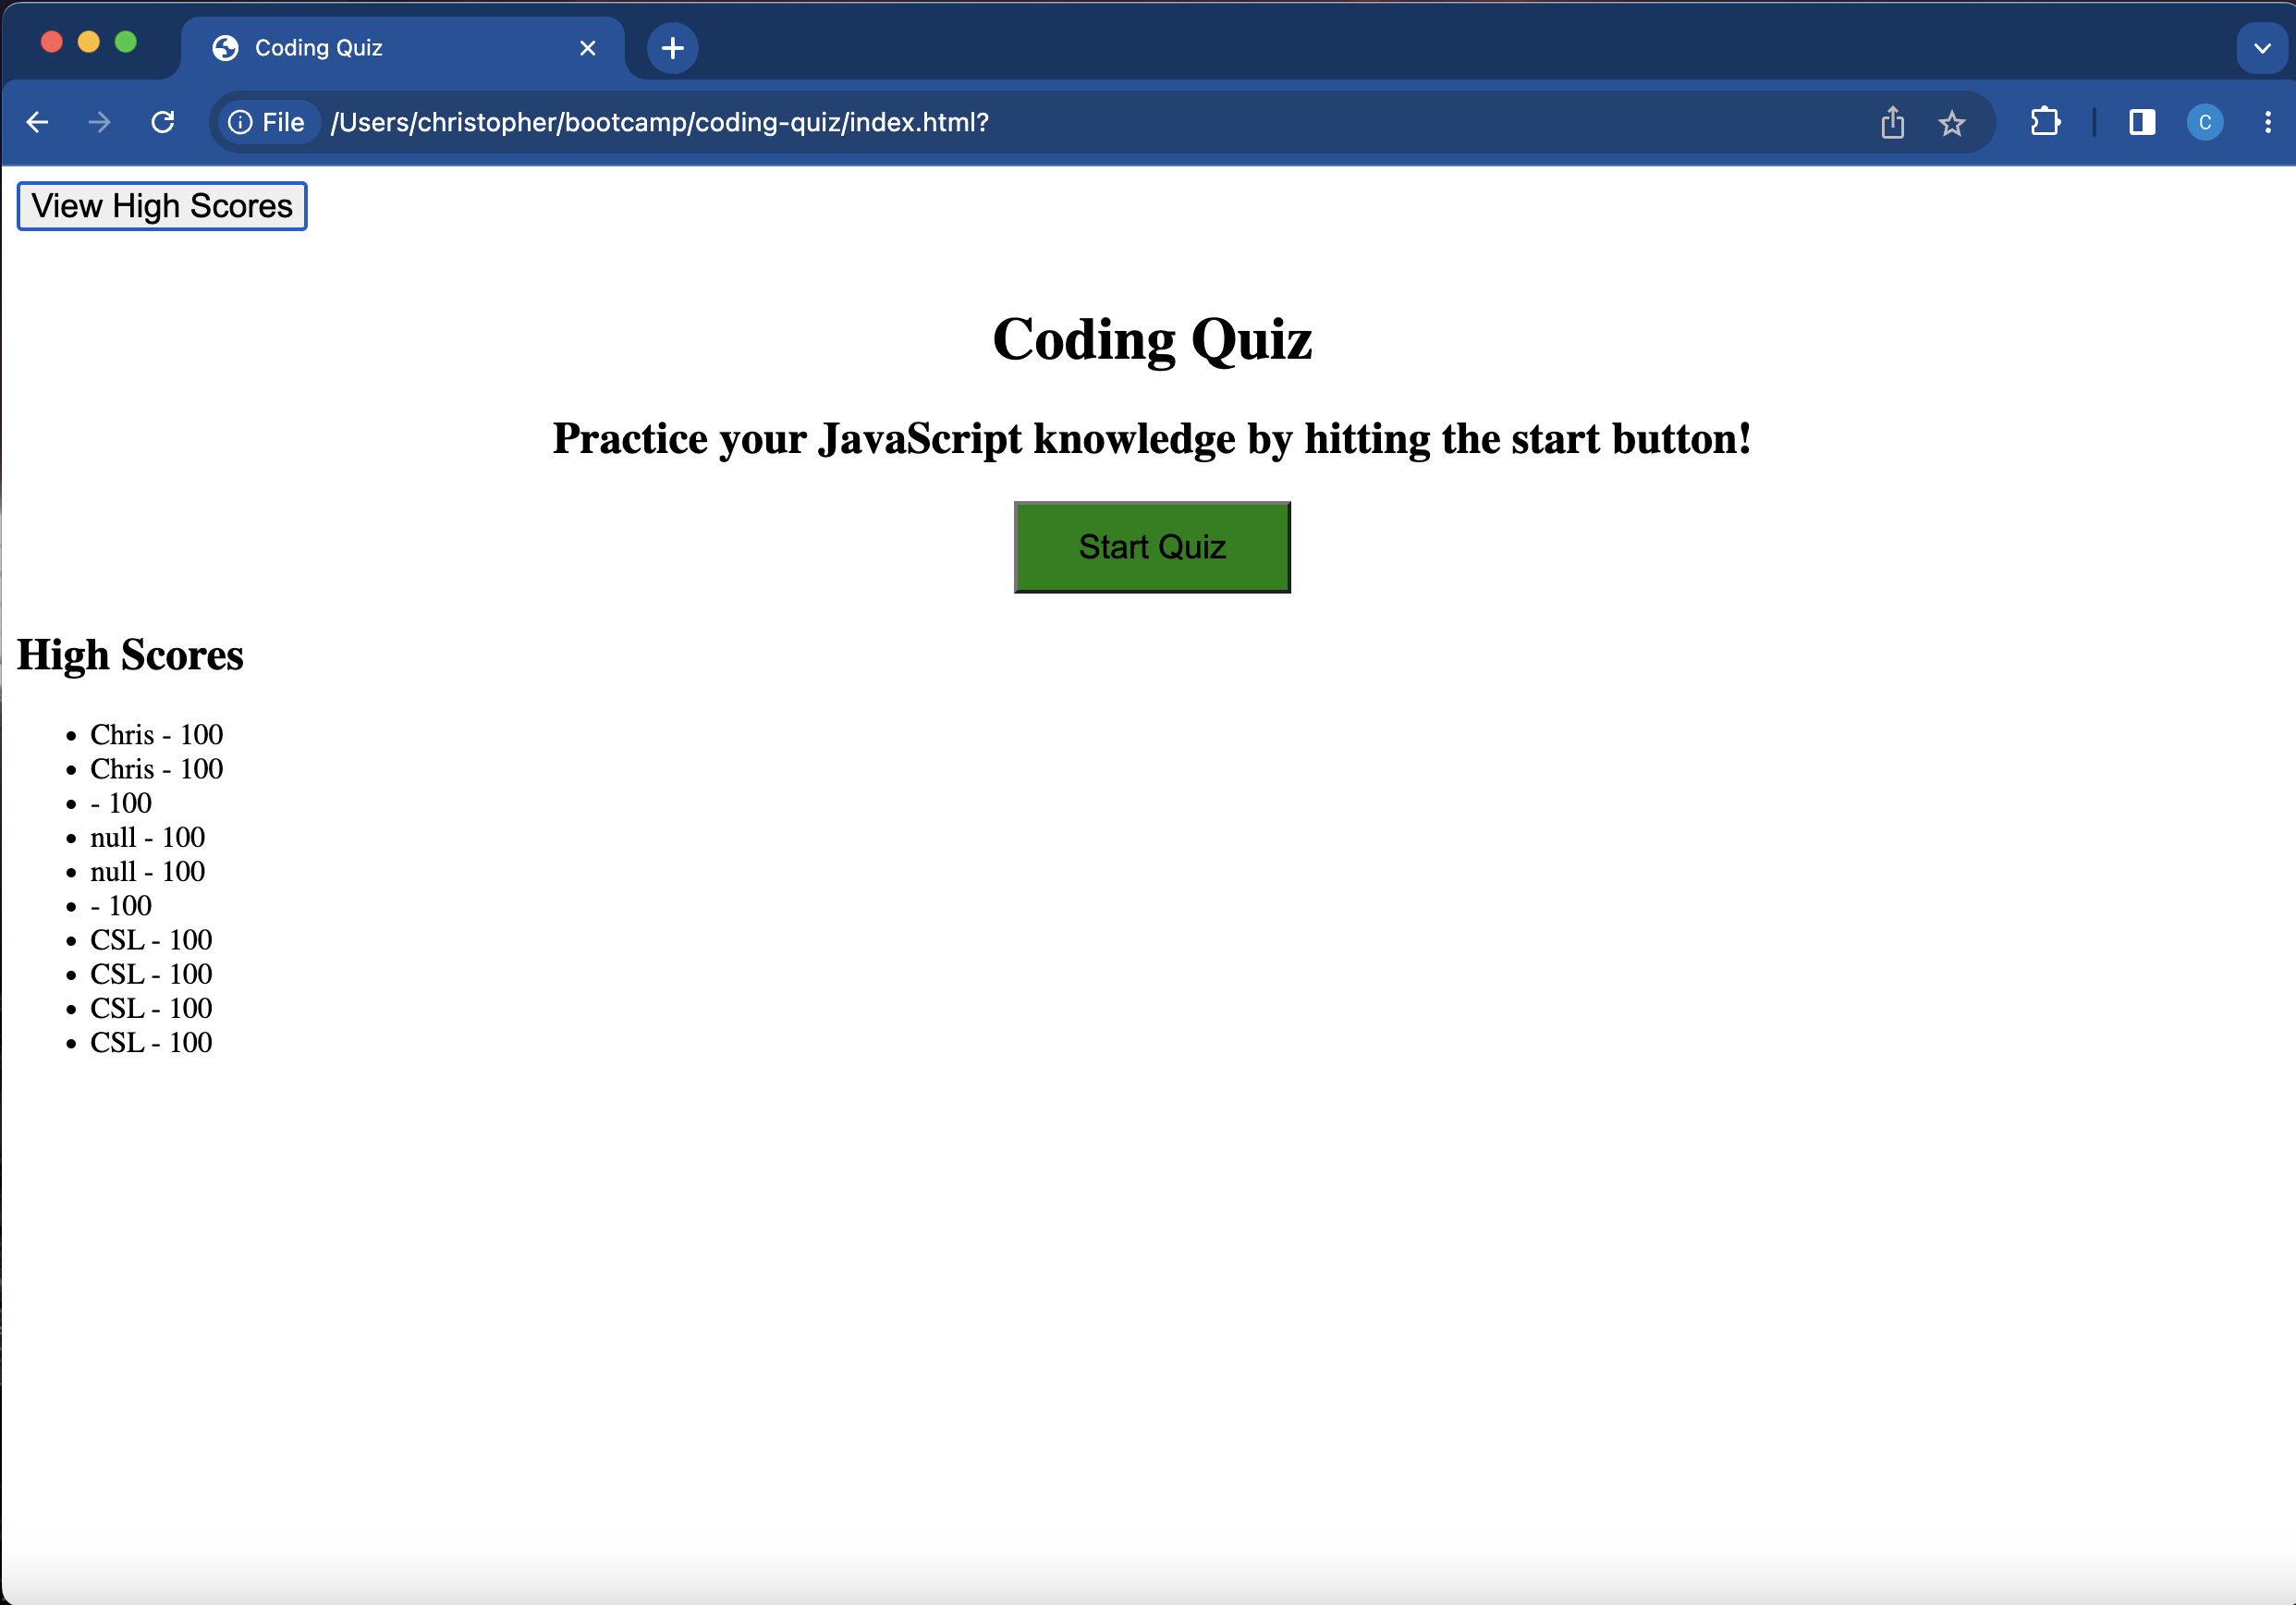 Coding Quiz
File /Users/christopher/bootcamp/coding-quiz/index.html?
C
View High Scores
Coding Quiz
Practice your JavaScript knowledge by hitting the start button!
Start Quiz
High Scores
• Chris - 100
• Chris - 100
• - 100
• null - 100
• null - 100
• - 100
• CSL - 100
• CSL - 100
• CSL - 100
• CSL - 100